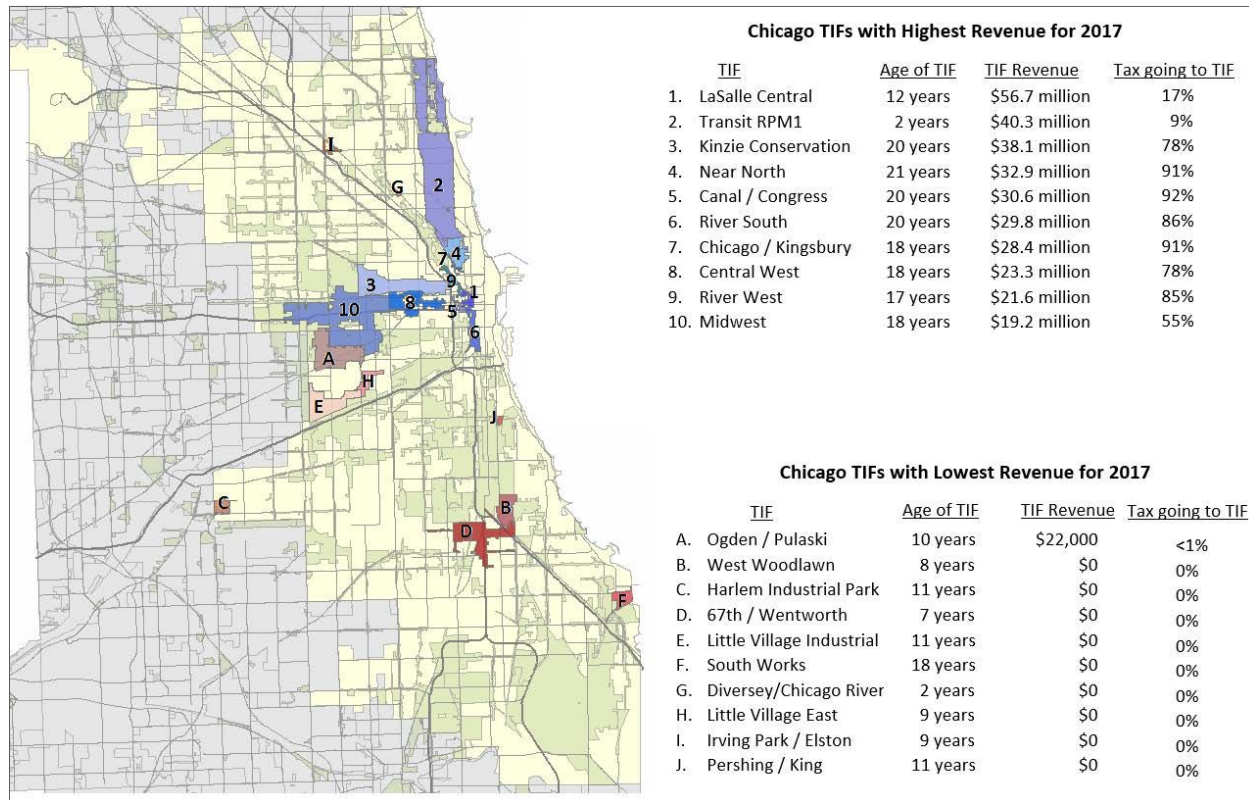 Chicago TIFs with Highest Revenue for 2017
TIF Age of TIF TIF Revenue Tax going to TIF
1. LaSalle Central 12 years $56.7 million 17%
2. Transit RPM1 2 years $40.3 million 9%
3. Kinzie Conservation 20 years $38.1 million 78%
4. Near North 21 years $32.9 million 91%
5. Canal / Congress 20 years $30.6 million 92%
6. River South 20 years $29.8 million 86%
7. Chicago / Kingsbury 18 years $28.4 million 91%
8. Central West 18 years $23.3 million 78%
9. River West 17 years $21.6 million 85%
10. Midwest 18 years $19.2 million 55%
Chicago TIFs with Lowest Revenue for 2017
TIF Age of TIF TIF Revenue Tax going to TIF
A. Ogden / Pulaski 10 years $22,000 <1%
B. West Woodlawn 8 years $0 0%
C. Harlem Industrial Park 11 years $0 0%
D. 67th / Wentworth 7 years $0 0%
E. Little Village Industrial 11 years $0 0%
F. South Works 18 years $0 0%
G. Diversey/Chicago River 2 years $0 0%
H. Little Village East 9 years $0 0%
I. Irving Park / Elston 9 years $0 0%
J. Pershing / King 11 years $0 0%
I
G
2
4
7
9
3
1
8
10
5
6
A
H
E
J
C
B
D
F